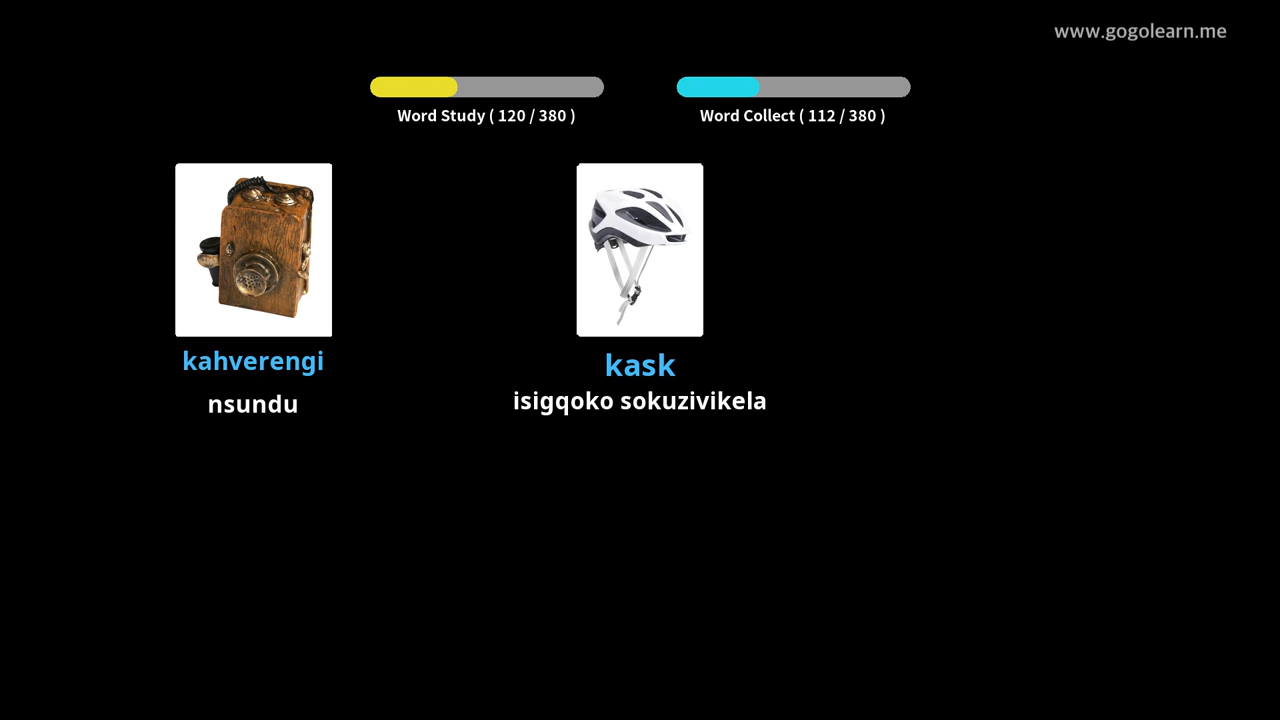 www.gogolearn.me
Word Study ( 120 / 380 )
Word Collect ( 112 / 380 )
kahverengi
nsundu
kask
isigqoko sokuzivikela